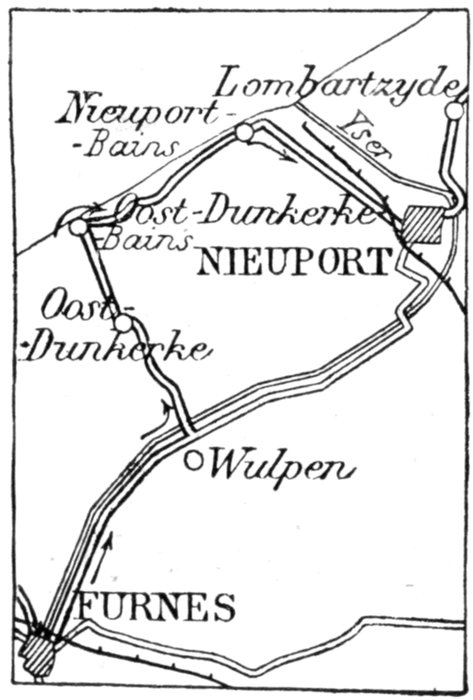 Lombartzyde
Nieuport-
-Bains
Yser
Oost-Dunkerke
-Bains
NIEUPORT
Oost-
-Dunkerke
Wulpen
FURNES